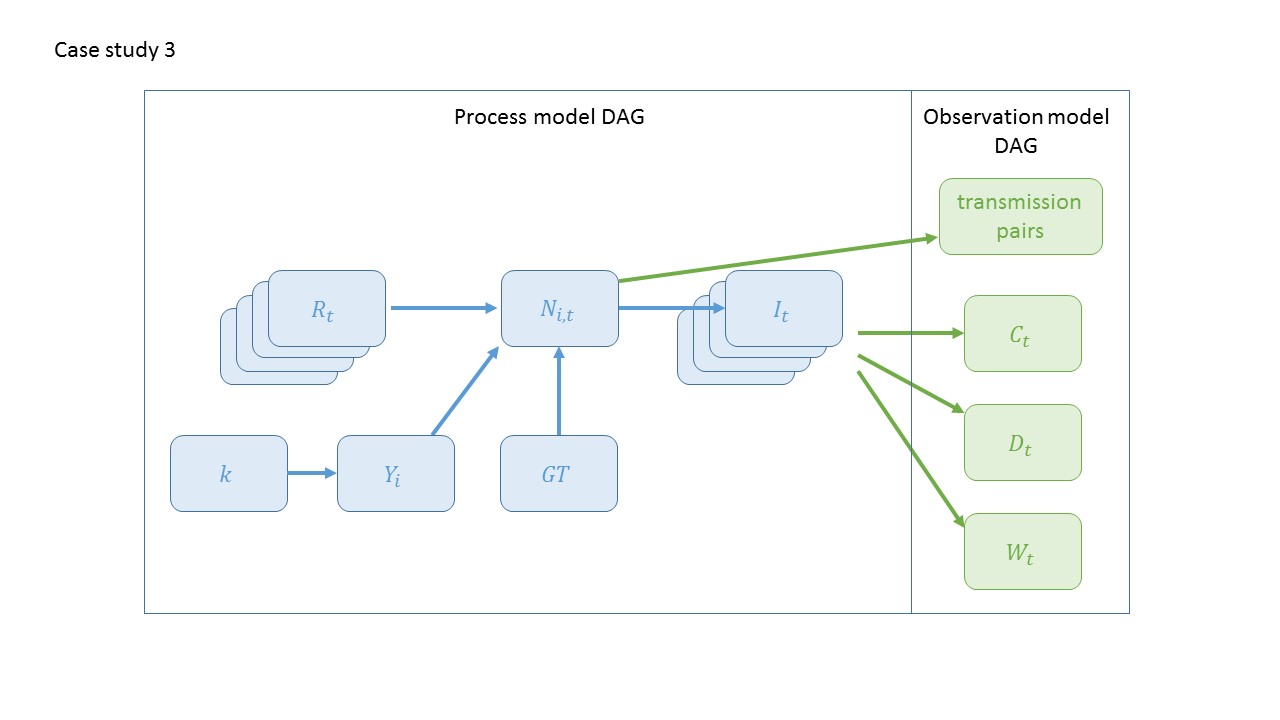 Case study 3
Process model DAG
Observation model
DAG
transmission
pairs
R_t
N_{i,t}
I_t
C_t
D_t
k
Y_i
GT
W_t